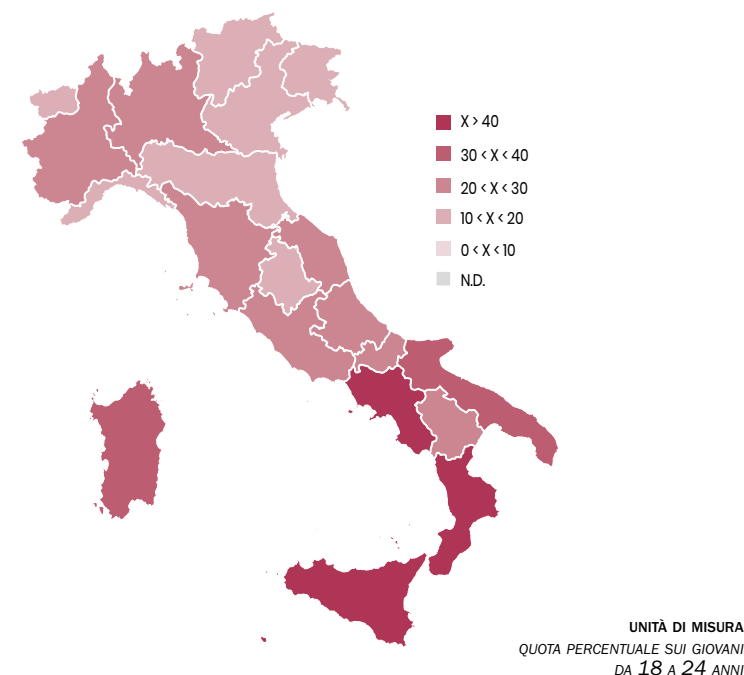 X > 40
30 < X < 40
20 < X < 30
10 < X < 20
0 < X < 10
N.D.
UNITÀ DI MISURA
QUOTA PERCENTUALE SUI GIOVANI
DA 18 A 24 ANNI